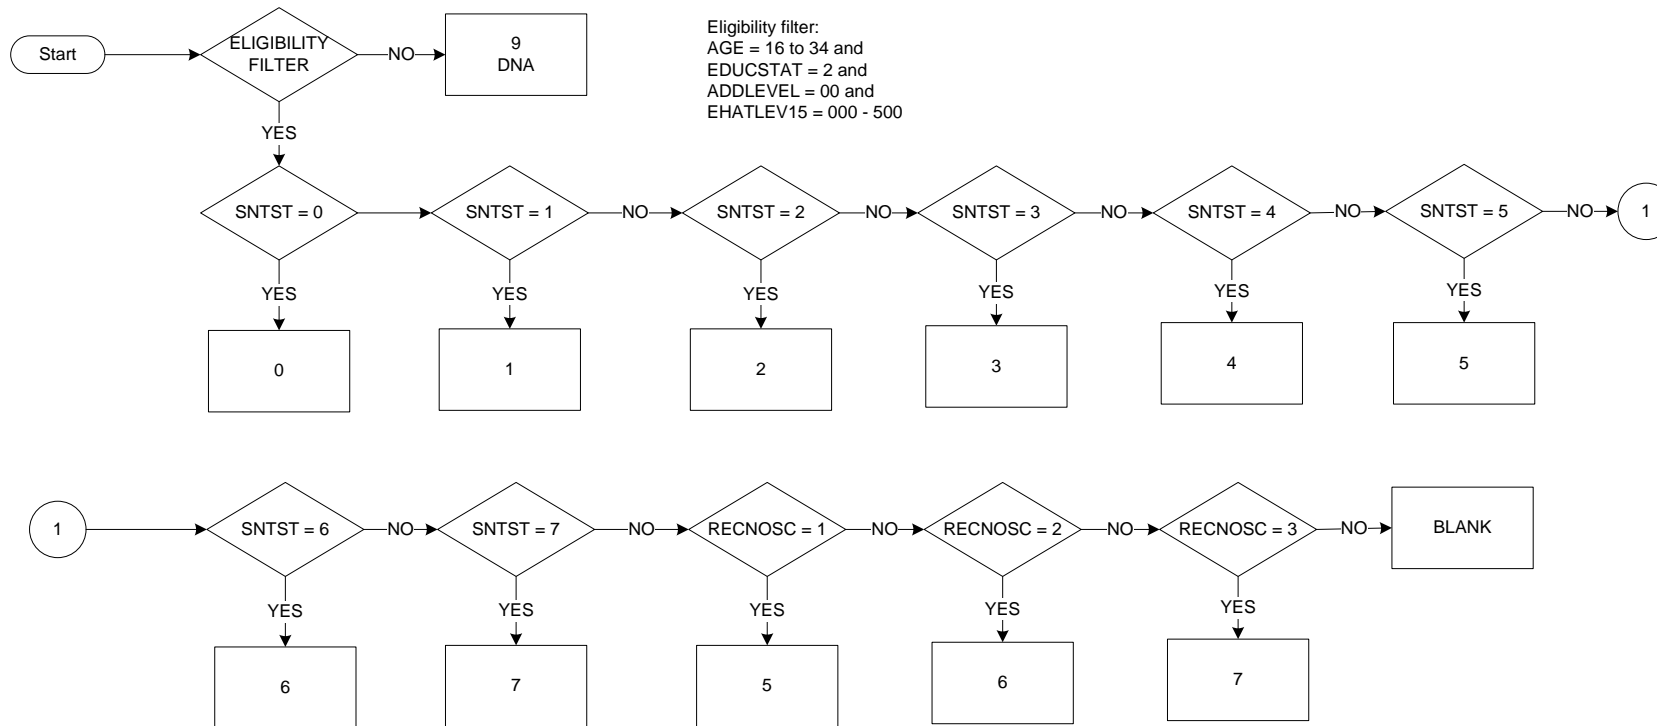 Start
ELIGIBILITY
FILTER
NO
9
DNA
Eligibility filter:
AGE = 16 to 34 and
EDUCSTAT = 2 and
ADDLEVEL = 00 and
EHATLEV15 = 000 - 500
YES
SNTST = 0
SNTST = 1
NO
SNTST = 2
NO
SNTST = 3
NO
SNTST = 4
NO
SNTST = 5
NO
1
YES
YES
YES
YES
YES
YES
0
1
2
3
4
5
1
SNTST = 6
NO
SNTST = 7
NO
RECNOSC = 1
NO
RECNOSC = 2
NO
RECNOSC = 3
NO
BLANK
YES
YES
YES
YES
YES
6
7
5
6
7